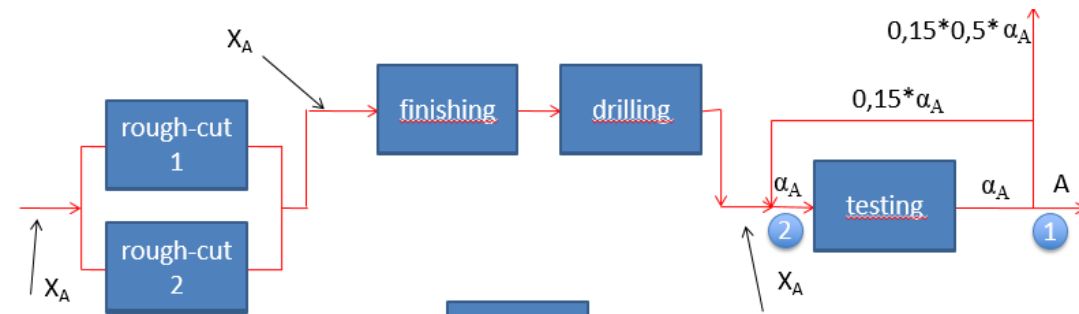 0,15*0,5* αA
XA
finishing
drilling
0,15*αA
rough-cut
1
αA
testing
αA
A
2
1
rough-cut
2
XA
XA